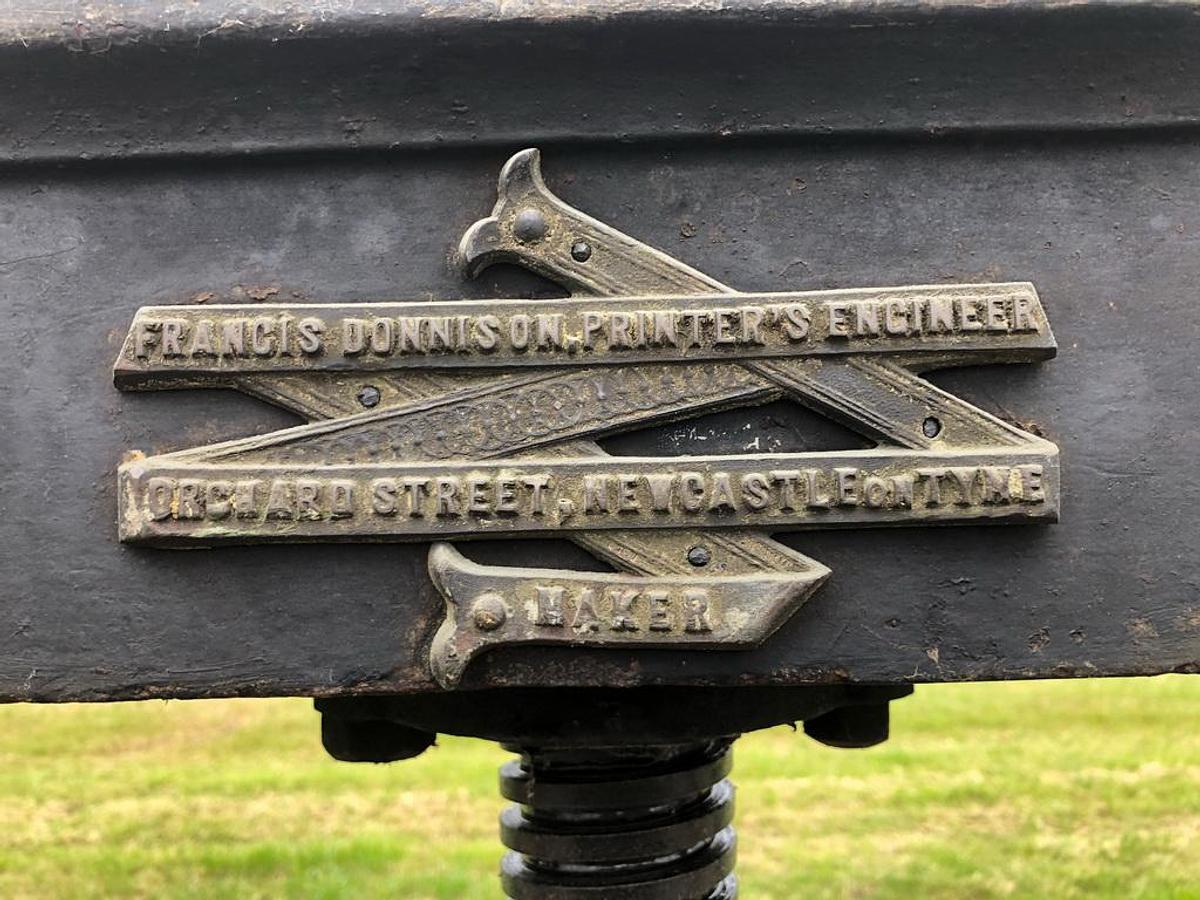 FRANCIS DONNISON, PRINTER'S ENGINEER
ORCHARD STREET, NEWCASTLE ON TYNE
MAKER